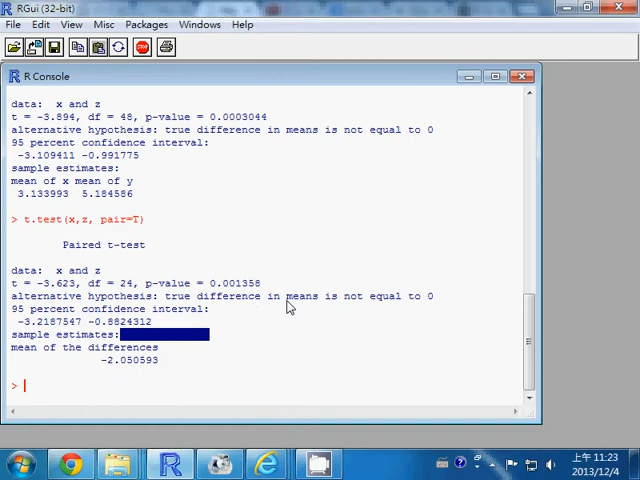 RGui (32-bit)
File Edit View Misc Packages Windows Help
STOP
R Console
data: x and z
t = -3.894, df = 48, p-value = 0.0003044
alternative hypothesis: true difference in means is not equal to 0
95 percent confidence interval:
-3.109411 -0.991775
sample estimates:
mean of x mean of y
3.133993 5.184586
> t.test(x,z, pair=T)
Paired t-test
data: x and z
t = -3.623, df = 24, p-value = 0.001358
alternative hypothesis: true difference in means is not equal to 0
95 percent confidence interval:
-3.2187547 -0.8824312
sample estimates:
mean of the differences
-2.050593
>
上午 11:23
2013/12/4